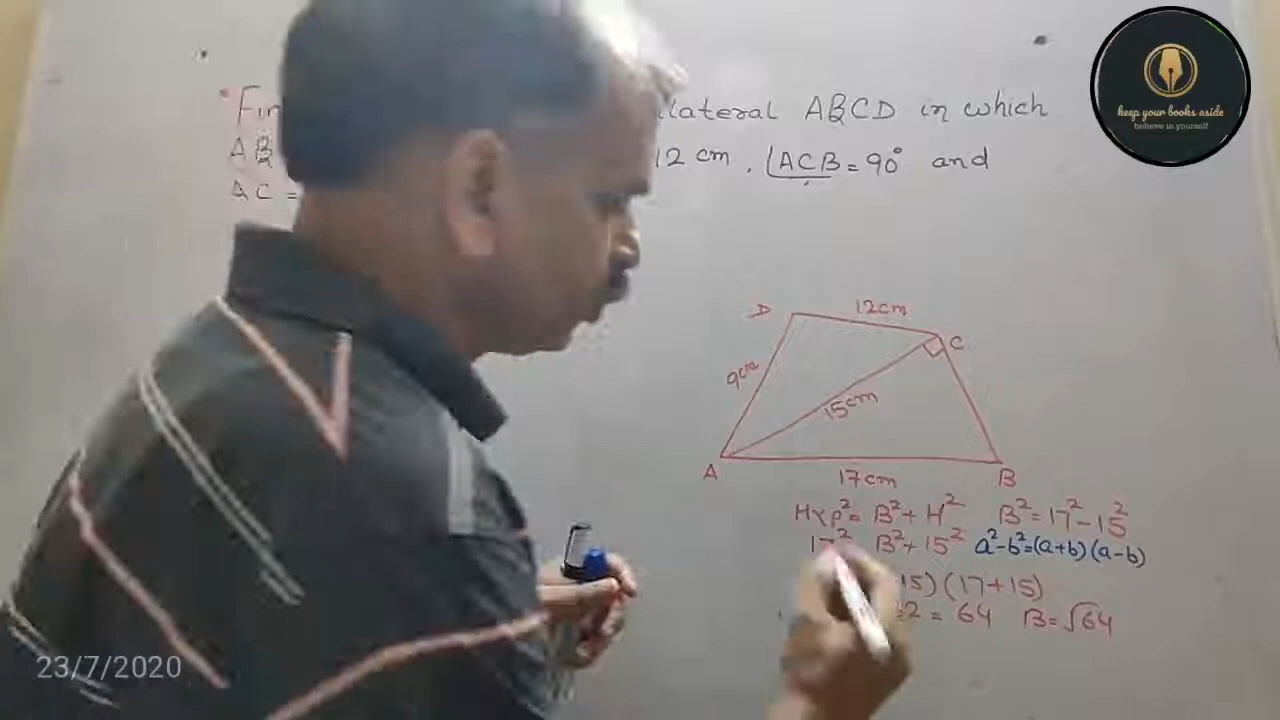 keep your books aside
believe in yourself
lateral ABCD in which
AB 12 cm, ∠ACB = 90° and
AC =
D 12cm C
9cm
15cm
A 17cm B
Hyp² = B² + H² B² = 17² - 15²
17² B² + 15² a²-b²=(a+b)(a-b)
15) (17+15)
= 64 B = √64
23/7/2020